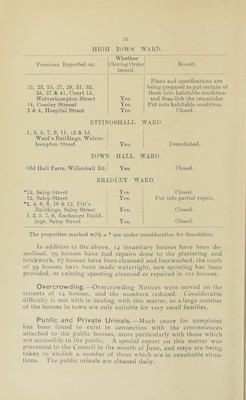 26
HIGH TOWN WARD.
Premises Reported on. Whether Closing Order issued. Result.
21, 23, 25, 27, 29, 31, 33, 35, 37 & 41, Court 13, Wolverhampton Street Yes. Plans and specifications are being prepared to put certain of them into habitable condition and demolish the remainder.
14, Coseley Street Yes. Put into habitable condition.
2 & 4, Hospital Street Yes. Closed.
ETTINGSHALL WARD
1, 3, 5, 7, 9, 11, 13 & 15, Ward's Buildings, Wolverhampton Street Yes. Demolished.
TOWN HALL WARD.
Old Hall Farm, Willenhall Rd. Yes. Closed.
BRADLEY WARD.
*73, Salop Street Yes. Closed.
75, Salop Street Yes. Put into partial repair.
*2, 4, 6, 8, 10 & 12, Pitt's Buildings, Salop Street Yes. Closed.
1, 3, 5, 7, 9, Exchange Buildings, Salop Street Yes. Closed.
The properties marked with a * are under consideration for demolition.
In addition to the above, 14 insanitary houses have been demolished, 79 houses have had repairs done to the plastering and brickwork, 67 houses have been cleansed and limewashed, the roofs of 59 houses have been made watertight, new spouting has been provided, or existing spouting cleansed or repaired in 101 houses.
Overcrowding.—Overcrowding Notices were served on the tenants of 14 houses, and the numbers reduced. Considerable difficulty is met with in dealing with this matter, as a large number of the houses in town are only suitable for very small families.
Public and Private Urinals.—Much cause for complaint has been found to exist in connection with the conveniences attached to the public houses, more particularly with those which are accessible to the public. A special report on this matter was presented to the Council in the month of June, and steps are being taken to abolish a number of these which are in unsuitable situations. The public urinals are cleaned daily.